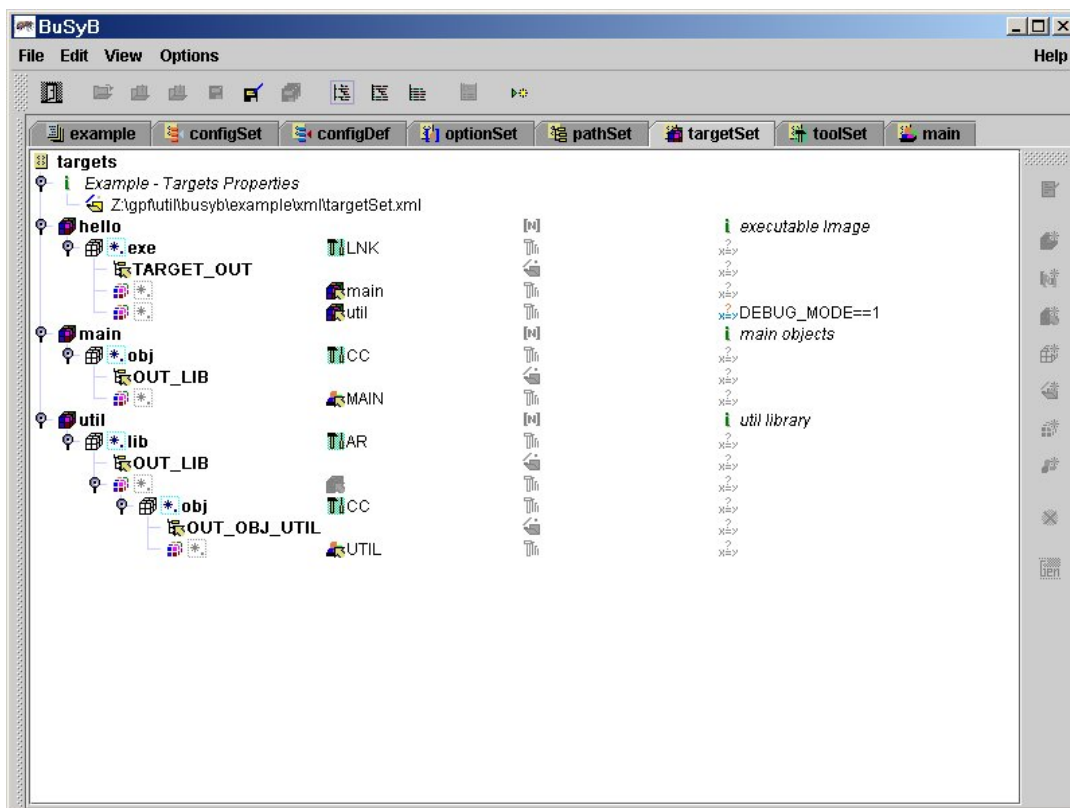 BuSyB
File Edit View Options Help
example configSet configDef optionSet pathSet targetSet toolSet main
targets
i Example - Targets Properties
Z:\gpf\util\busyb\example\xml\targetSet.xml
hello [N] i executable Image
*. exe LNK ? x=y
TARGET_OUT ? x=y
*. main ? x=y
*. util ? x=y DEBUG_MODE==1
main [N] i main objects
*. obj CC ? x=y
OUT_LIB ? x=y
*. MAIN ? x=y
util [N] i util library
*. lib AR ? x=y
OUT_LIB ? x=y
*. ? x=y
*. obj CC ? x=y
OUT_OBJ_UTIL ? x=y
*. UTIL ? x=y